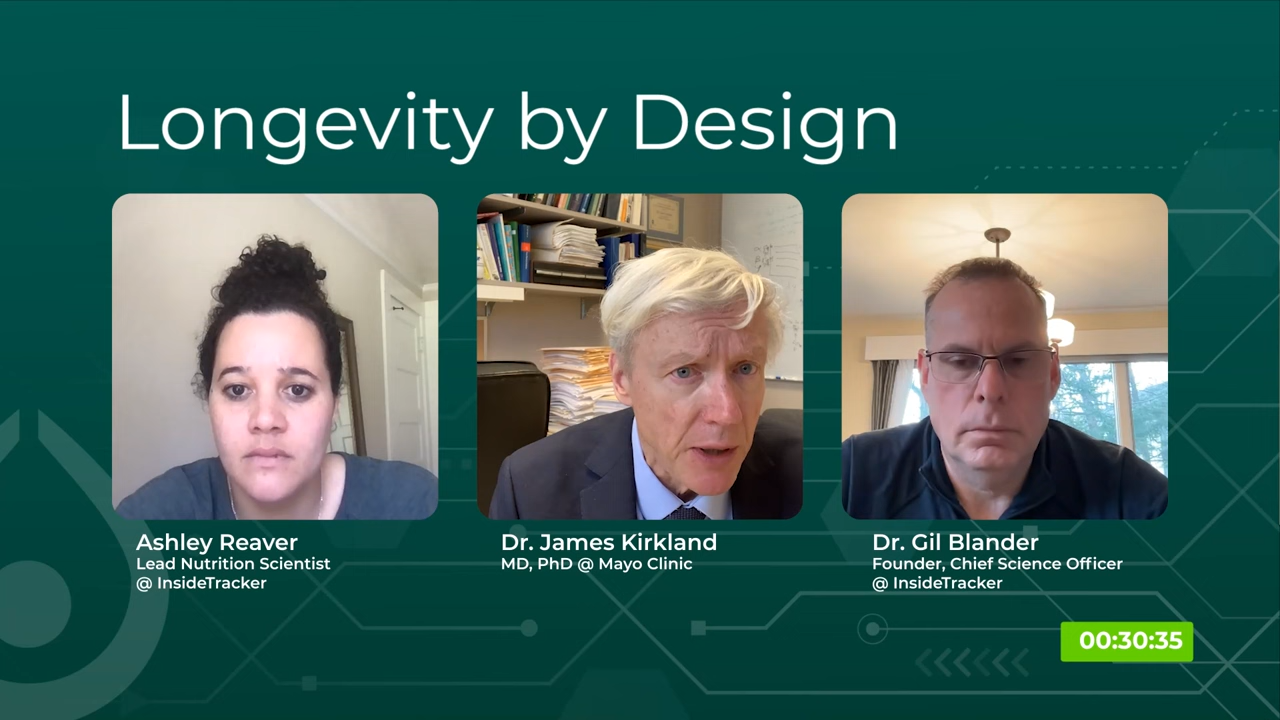 Longevity by Design
Ashley Reaver
Lead Nutrition Scientist
@ InsideTracker
Dr. James Kirkland
MD, PhD @ Mayo Clinic
Dr. Gil Blander
Founder, Chief Science Officer
@ InsideTracker
00:30:35